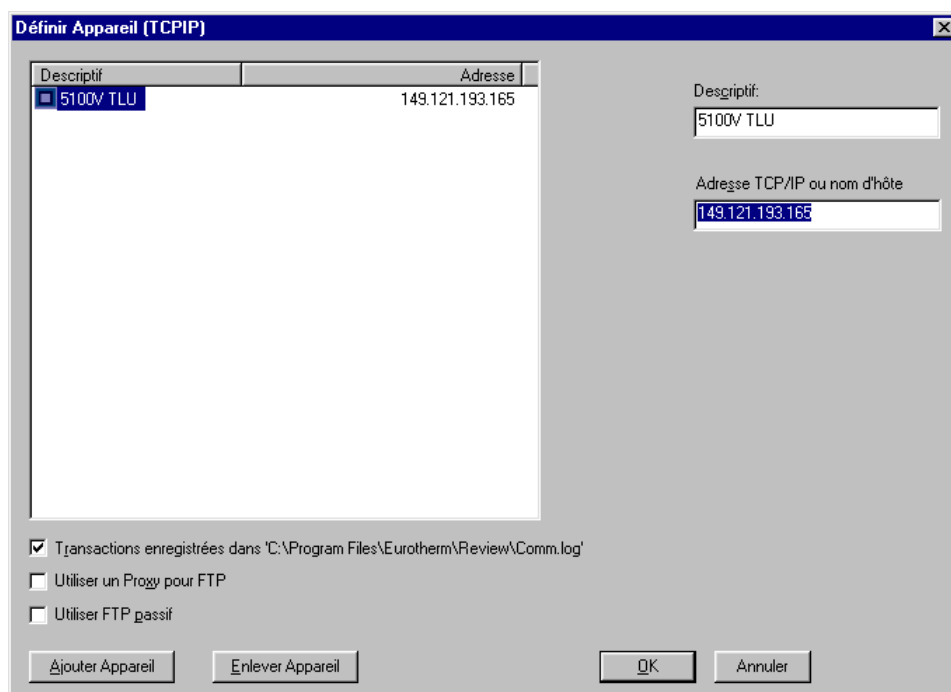 Définir Appareil (TCPIP)
Descriptif Adresse
5100V TLU 149.121.193.165
Descriptif:
5100V TLU
Adresse TCP/IP ou nom d'hôte
149.121.193.165
Transactions enregistrées dans 'C:\Program Files\Eurotherm\Review\Comm.log'
Utiliser un Proxy pour FTP
Utiliser FTP passif
Ajouter Appareil Enlever Appareil OK Annuler